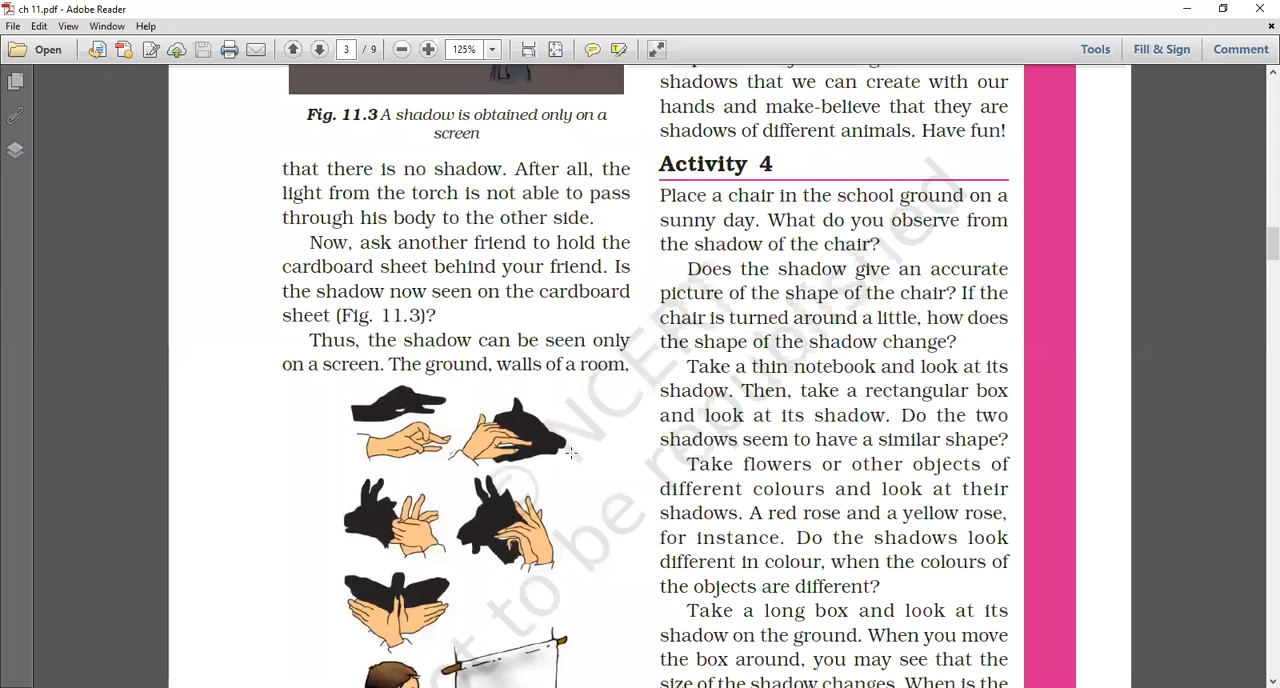 ch 11.pdf - Adobe Reader
File Edit View Window Help
Open 3 / 9 125% Tools Fill & Sign Comment
Fig. 11.3 A shadow is obtained only on a
screen
that there is no shadow. After all, the
light from the torch is not able to pass
through his body to the other side.
Now, ask another friend to hold the
cardboard sheet behind your friend. Is
the shadow now seen on the cardboard
sheet (Fig. 11.3)?
Thus, the shadow can be seen only
on a screen. The ground, walls of a room,
shadows that we can create with our
hands and make-believe that they are
shadows of different animals. Have fun!
Activity 4
Place a chair in the school ground on a
sunny day. What do you observe from
the shadow of the chair?
Does the shadow give an accurate
picture of the shape of the chair? If the
chair is turned around a little, how does
the shape of the shadow change?
Take a thin notebook and look at its
shadow. Then, take a rectangular box
and look at its shadow. Do the two
shadows seem to have a similar shape?
Take flowers or other objects of
different colours and look at their
shadows. A red rose and a yellow rose,
for instance. Do the shadows look
different in colour, when the colours of
the objects are different?
Take a long box and look at its
shadow on the ground. When you move
the box around, you may see that the
size of the shadow changes. When is the
© NCERT
not to be republished